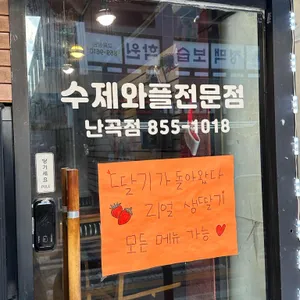 수제와플전문점
난곡점 855-1018
딸기가 돌아왔다
리얼 생딸기
모든 메뉴 가능